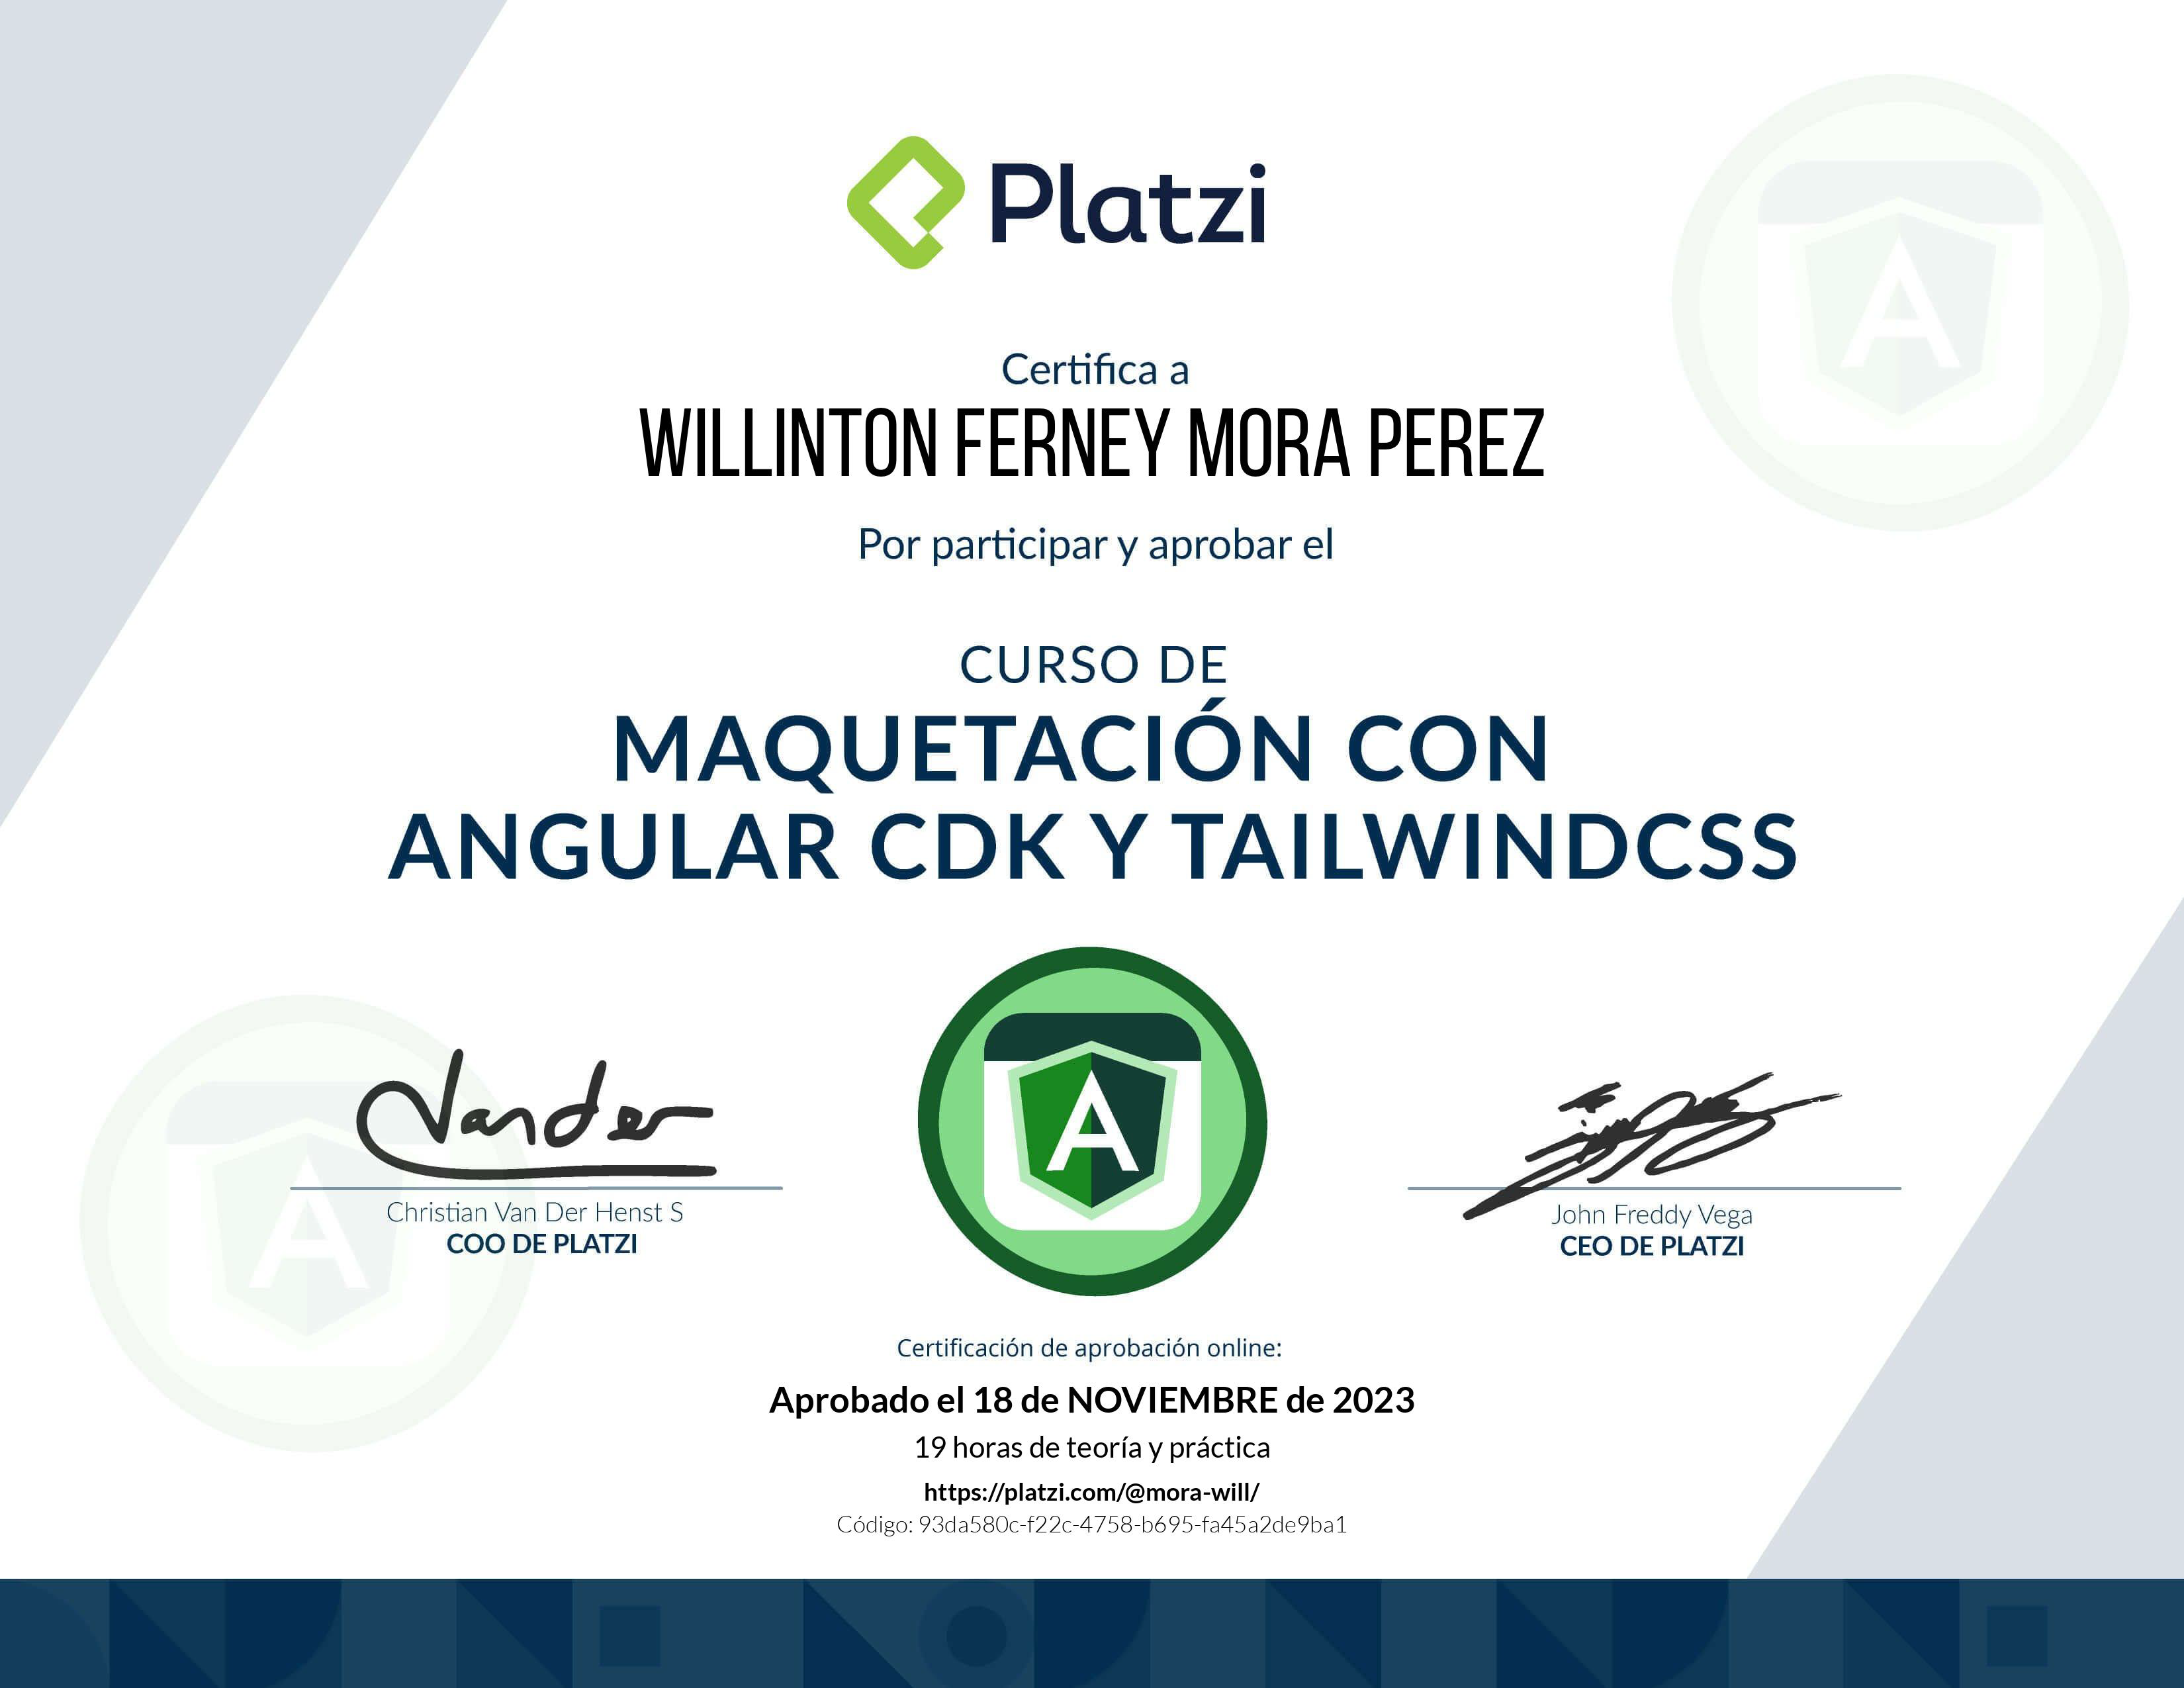 Platzi
Certifica a
WILLINTON FERNEY MORA PEREZ
Por participar y aprobar el
CURSO DE
MAQUETACIÓN CON
ANGULAR CDK Y TAILWINDCSS
Vander
Christian Van Der Henst S
COO DE PLATZI
John Freddy Vega
CEO DE PLATZI
Certificación de aprobación online:
Aprobado el 18 de NOVIEMBRE de 2023
19 horas de teoría y práctica
https://platzi.com/@mora-will/
Código: 93da580c-f22c-4758-b695-fa45a2de9ba1